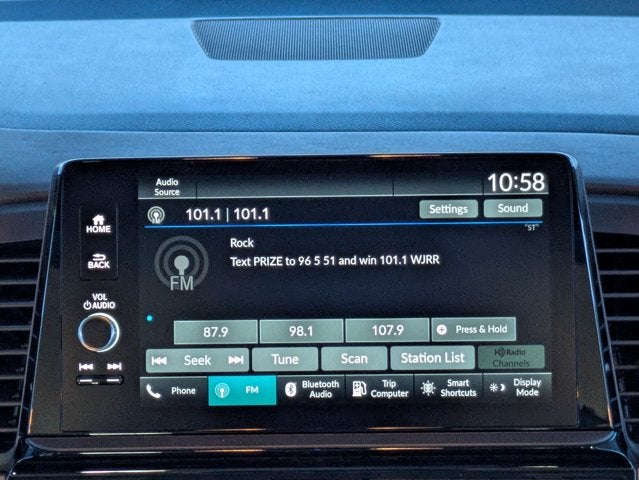 Audio
Source
10:58
101.1 | 101.1
Settings
Sound
"ST"
HOME
BACK
VOL
AUDIO
Rock
Text PRIZE to 96 5 51 and win 101.1 WJRR
FM
87.9
98.1
107.9
Press & Hold
Seek
Tune
Scan
Station List
HD Radio
Channels
Phone
FM
Bluetooth
Audio
Trip
Computer
Smart
Shortcuts
Display
Mode